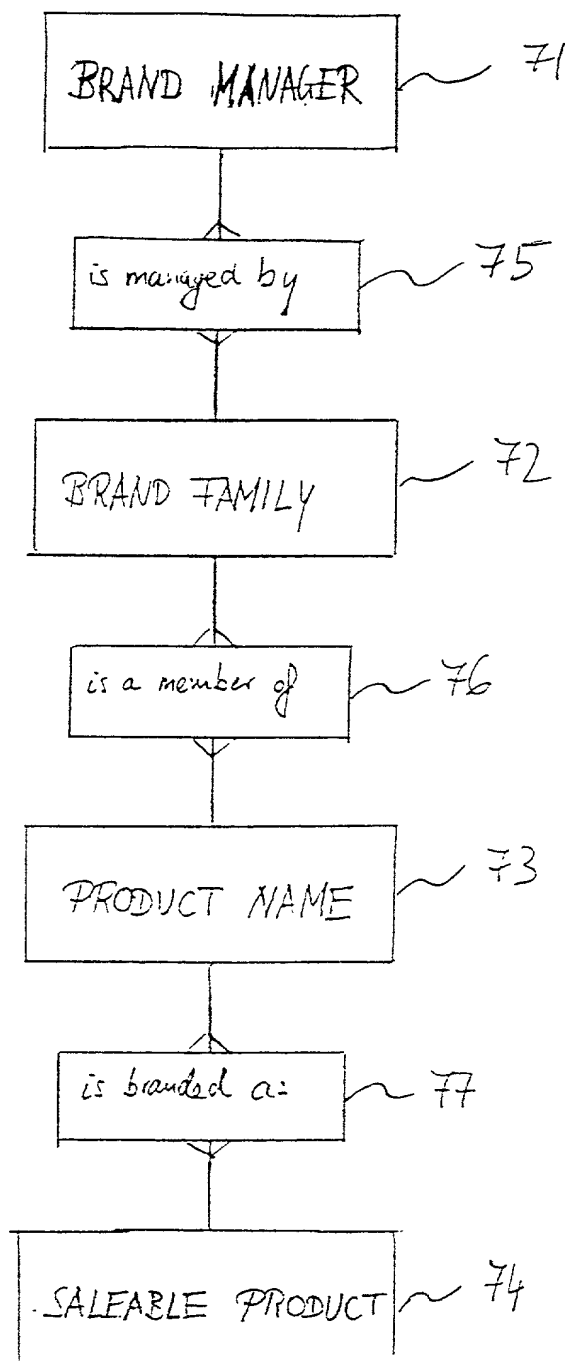 BRAND MANAGER 71
is managed by 75
BRAND FAMILY 72
is a member of 76
PRODUCT NAME 73
is branded a: 77
SALEABLE PRODUCT 74